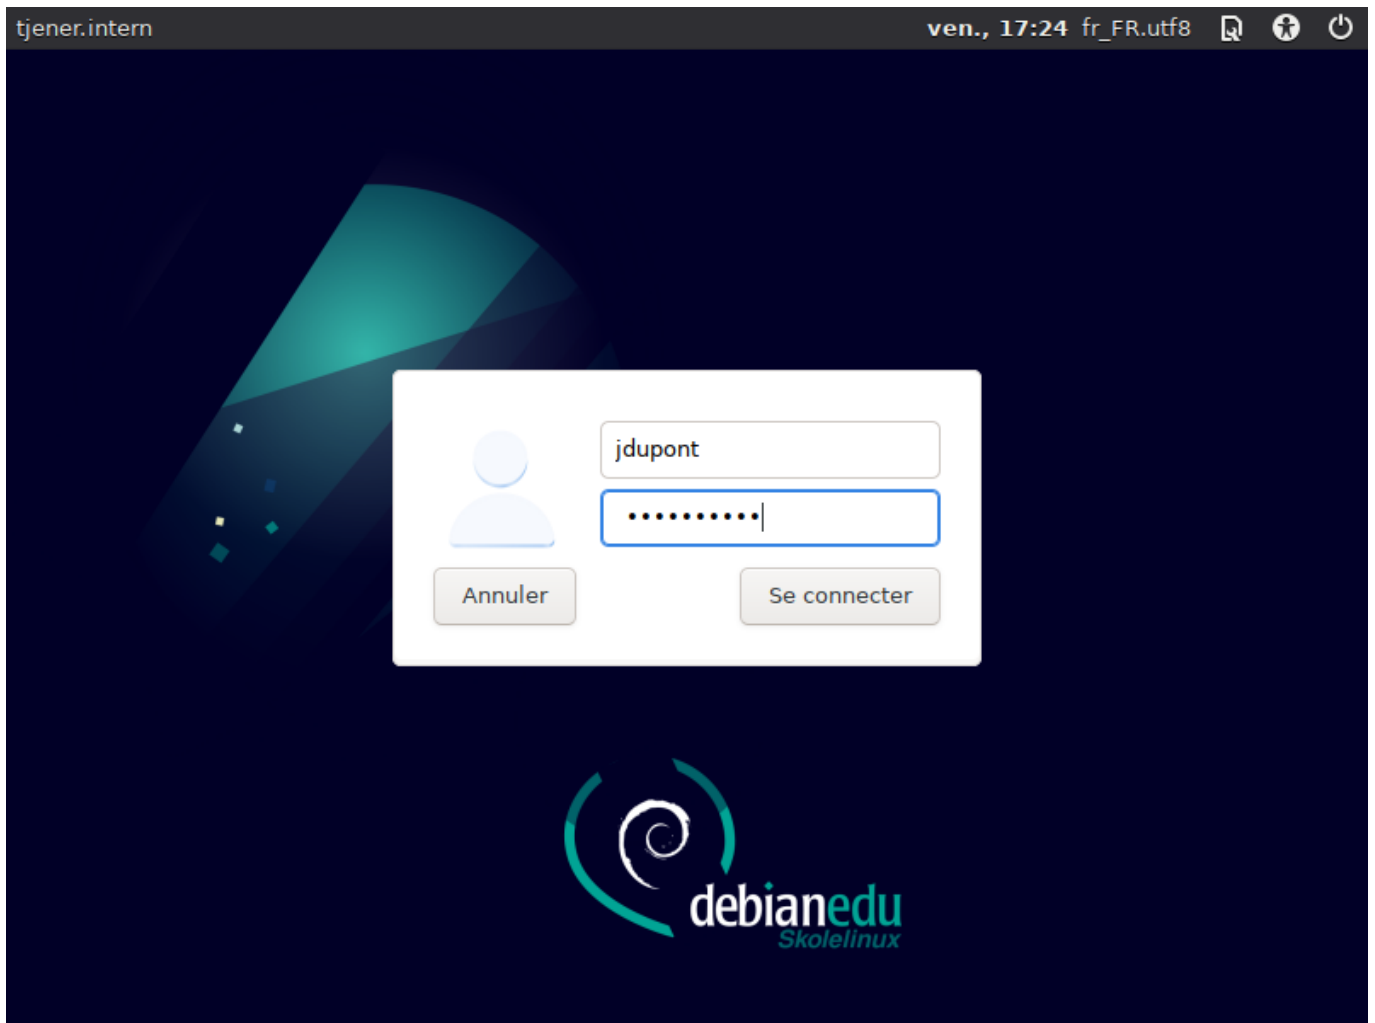 tjener.intern ven., 17:24 fr_FR.utf8
jdupont
••••••••••
Annuler Se connecter
debianedu
Skolelinux